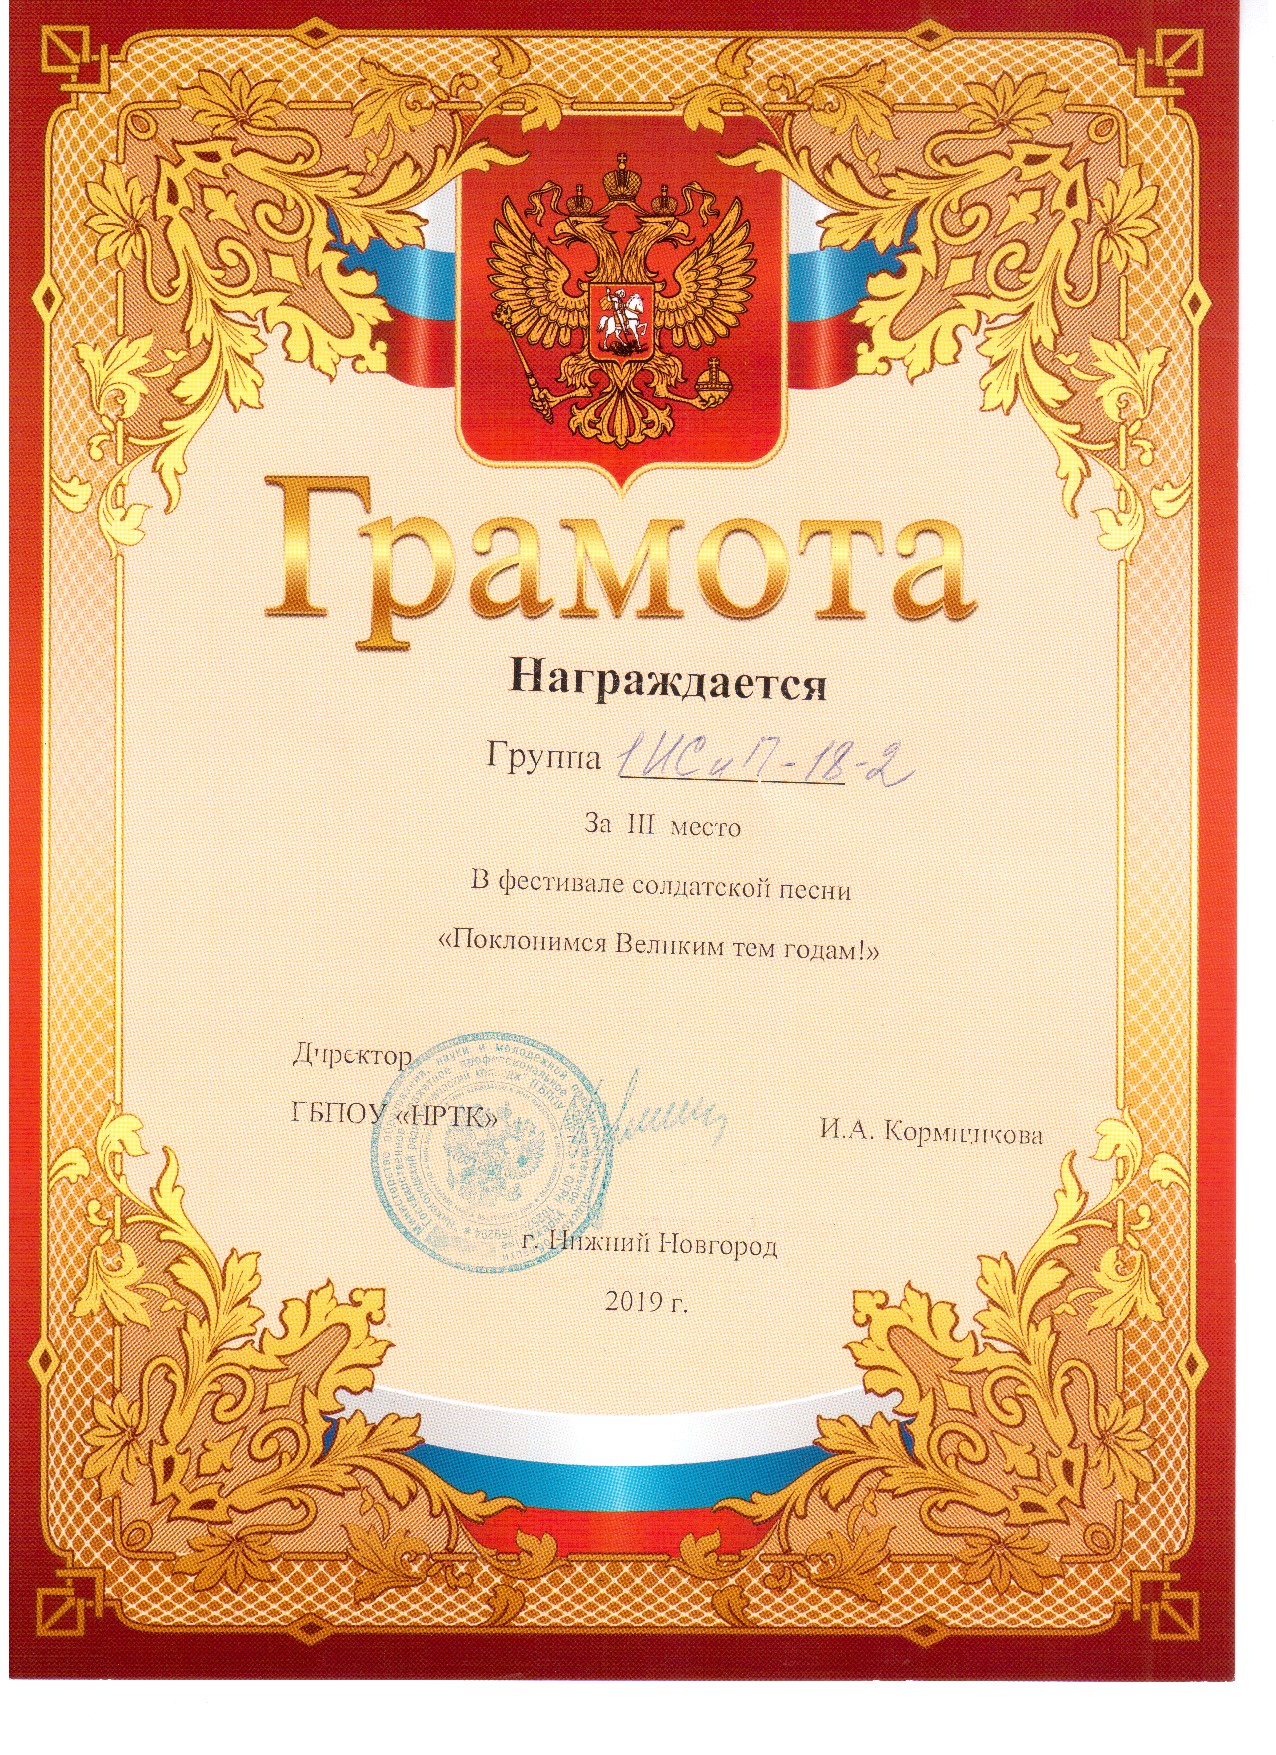 Грамота
Награждается
Группа 1ИСиП-18-2
За III место
В фестивале солдатской песни
«Поклонимся Великим тем годам!»
Директор
ГБПОУ «НРТК»
И.А. Кормщикова
г. Нижний Новгород
2019 г.